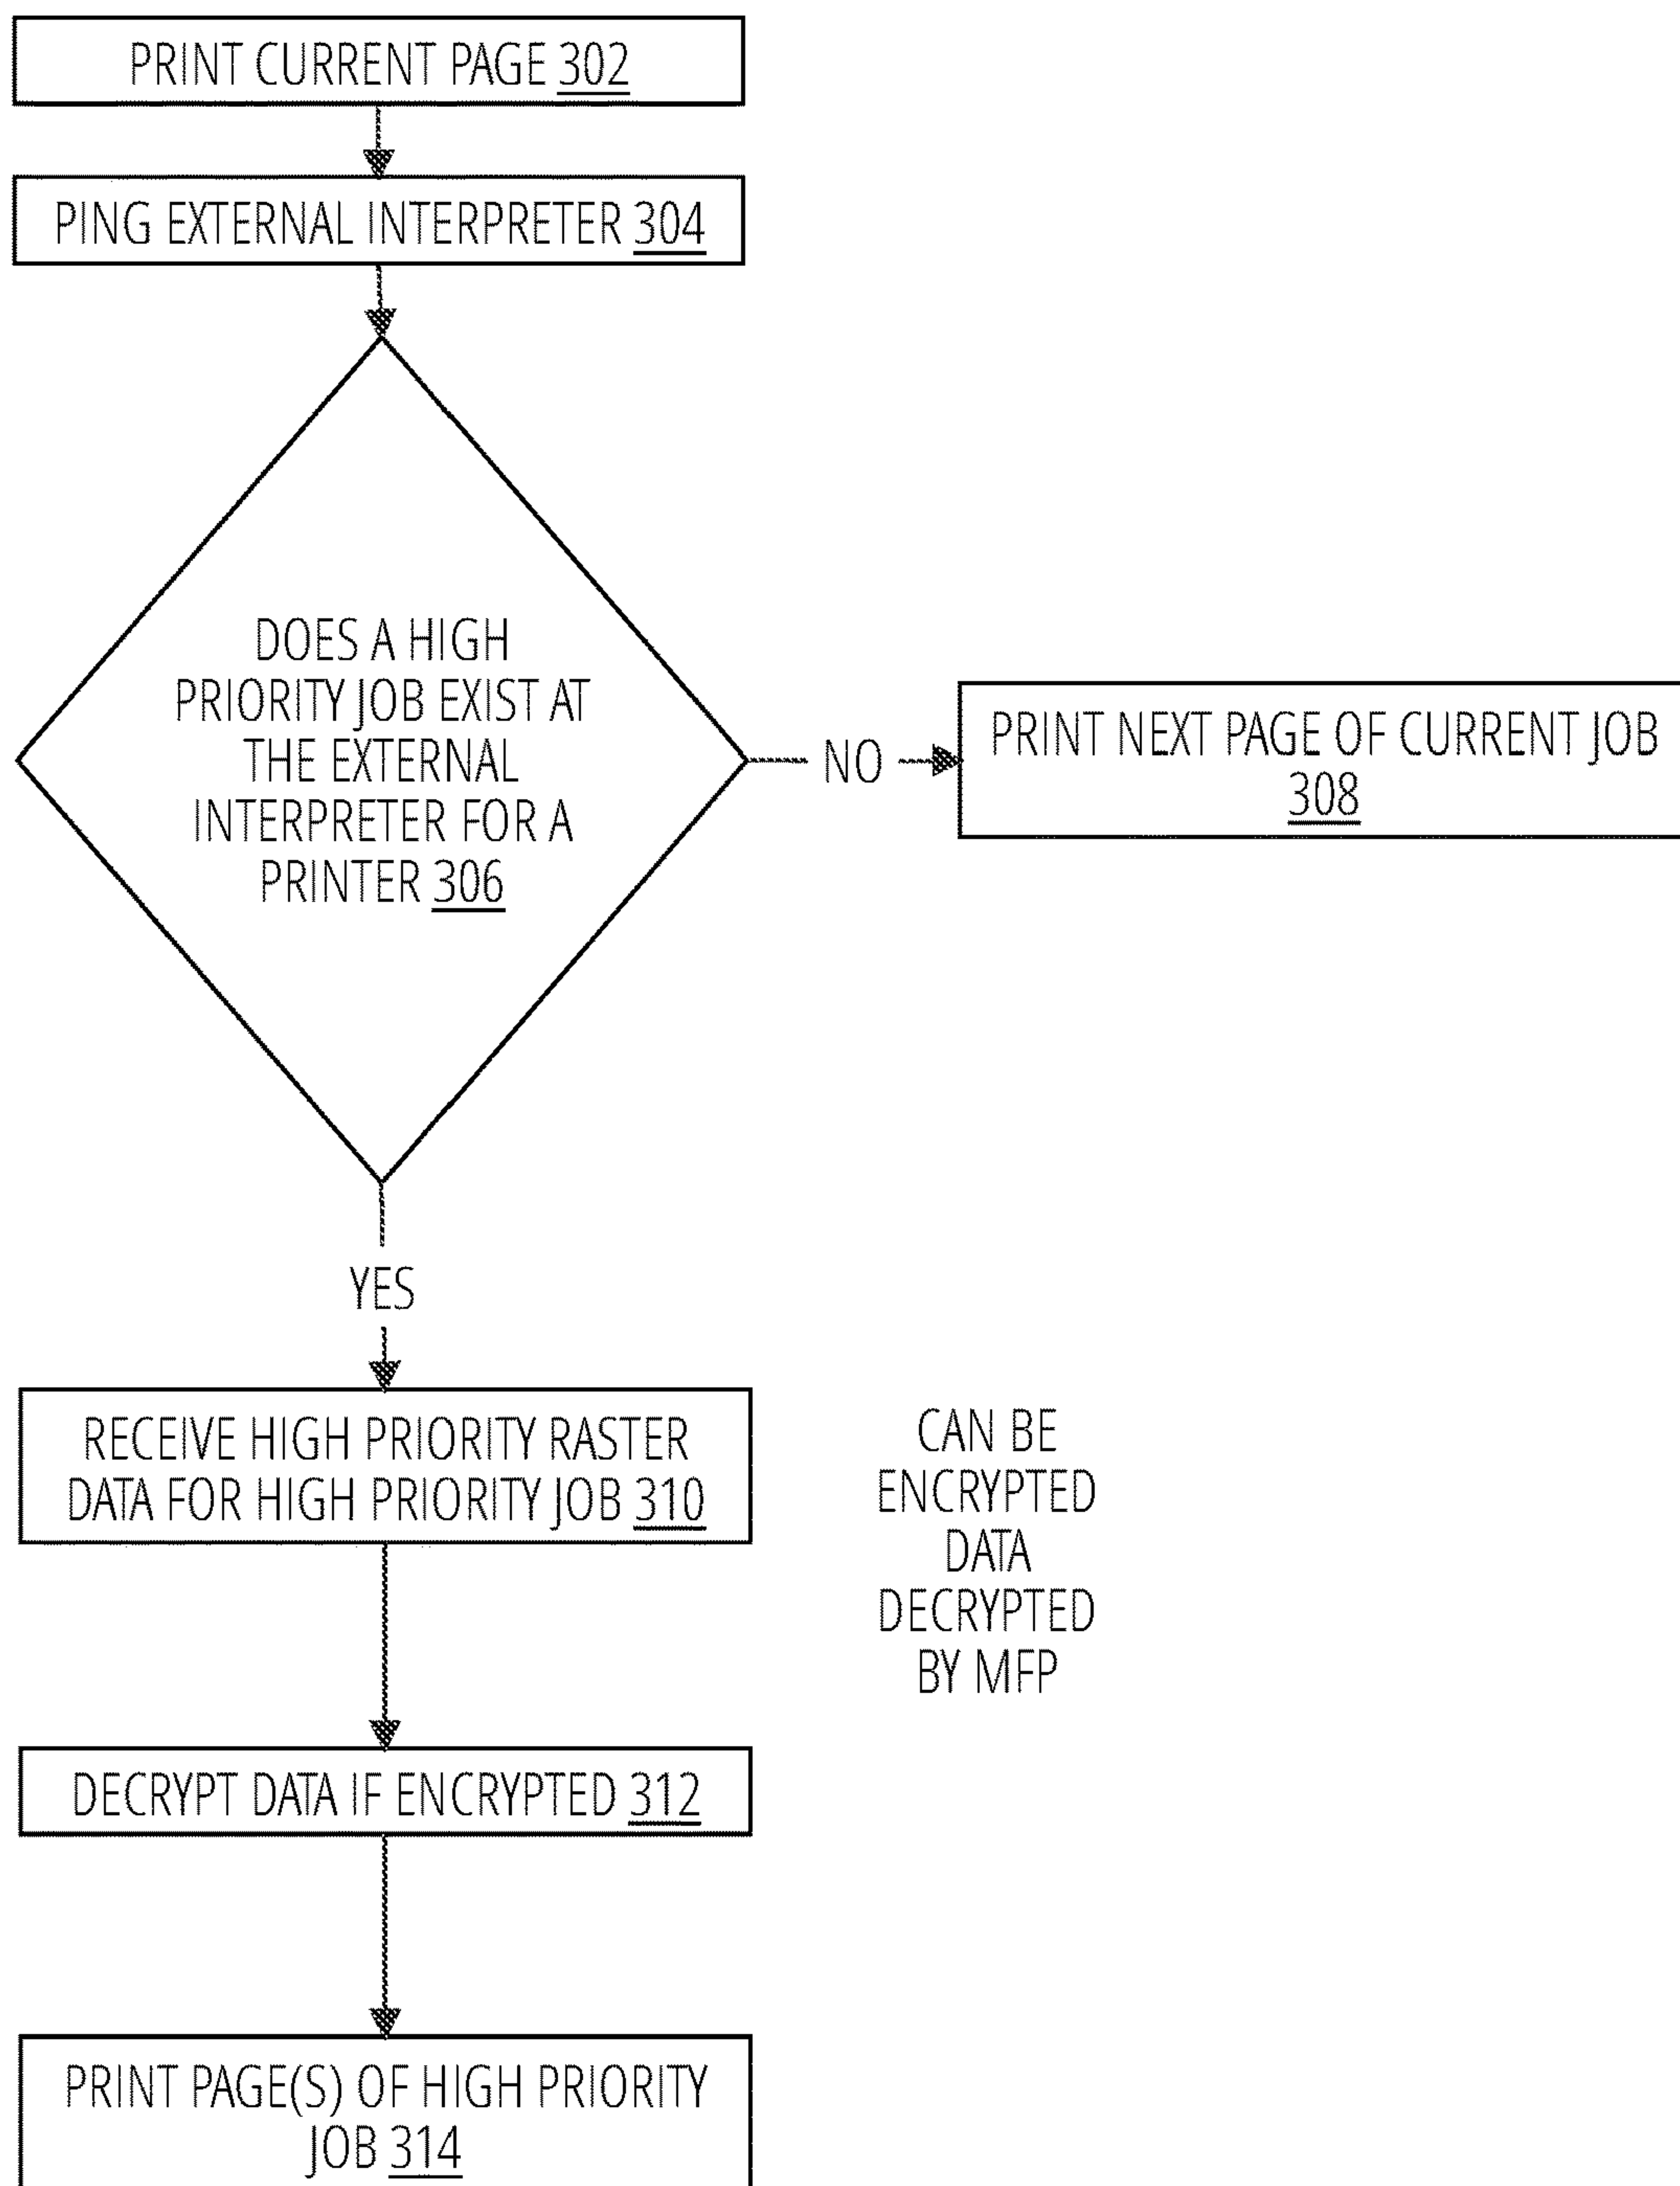 PRINT CURRENT PAGE 302
PING EXTERNAL INTERPRETER 304
DOES A HIGH
PRIORITY JOB EXIST AT
THE EXTERNAL
INTERPRETER FOR A
PRINTER 306
NO
PRINT NEXT PAGE OF CURRENT JOB
308
YES
RECEIVE HIGH PRIORITY RASTER
DATA FOR HIGH PRIORITY JOB 310
CAN BE
ENCRYPTED
DATA
DECRYPTED
BY MFP
DECRYPT DATA IF ENCRYPTED 312
PRINT PAGE(S) OF HIGH PRIORITY
JOB 314